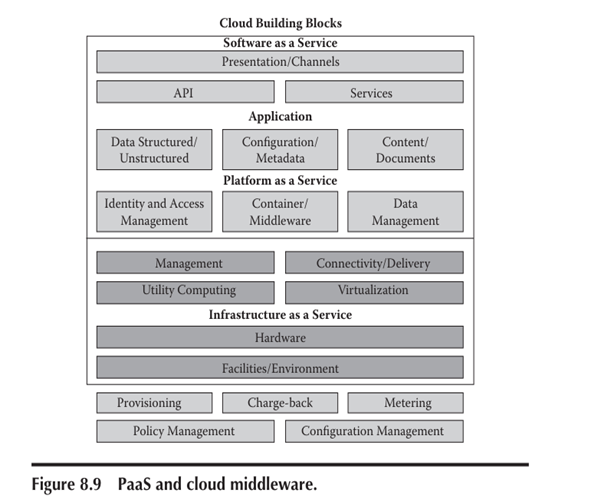 Cloud Building Blocks
Software as a Service
Presentation/Channels
API
Services
Application
Data Structured/
Unstructured
Configuration/
Metadata
Content/
Documents
Platform as a Service
Identity and Access
Management
Container/
Middleware
Data
Management
Management
Connectivity/Delivery
Utility Computing
Virtualization
Infrastructure as a Service
Hardware
Facilities/Environment
Provisioning
Charge-back
Metering
Policy Management
Configuration Management
Figure 8.9 PaaS and cloud middleware.